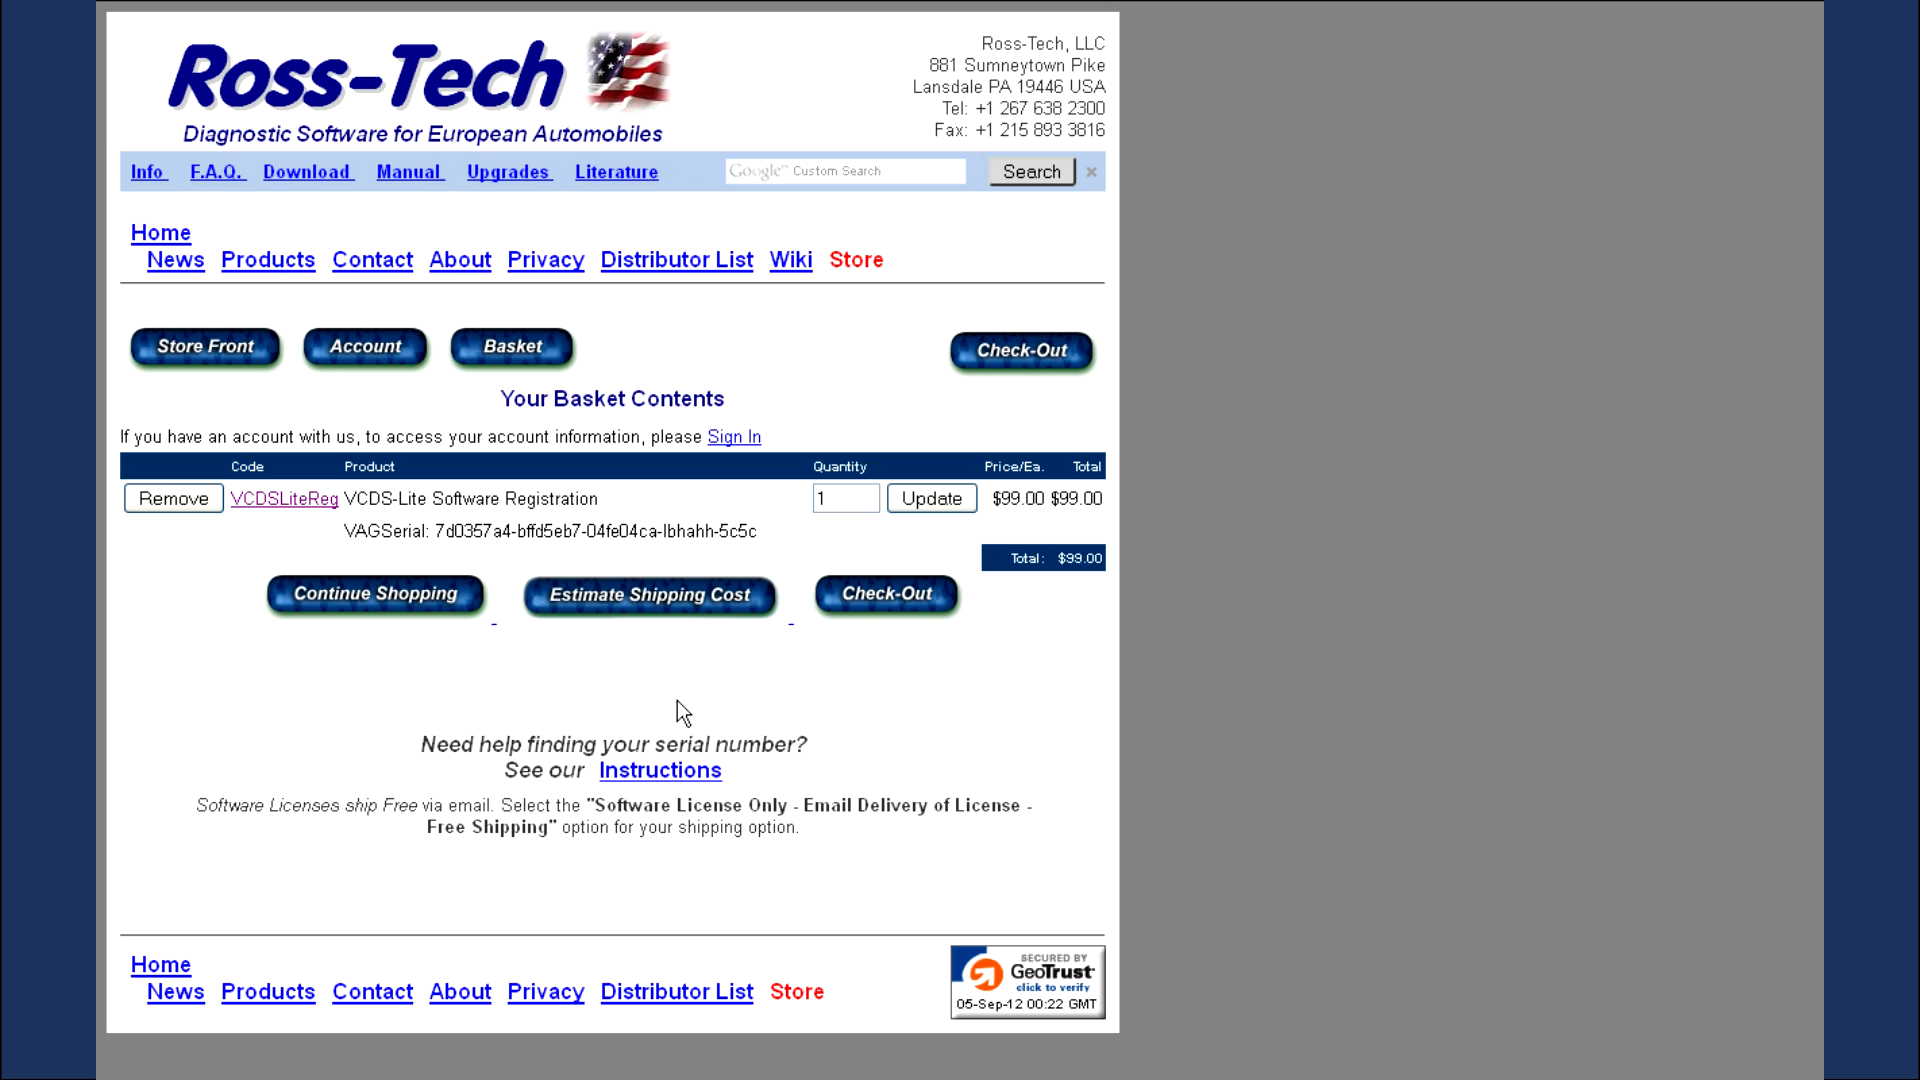 Ross-Tech
Diagnostic Software for European Automobiles
Ross-Tech, LLC
881 Sumneytown Pike
Lansdale PA 19446 USA
Tel: +1 267 638 2300
Fax: +1 215 893 3816
Info F.A.Q. Download Manual Upgrades Literature Google™ Custom Search Search ×
Home
News Products Contact About Privacy Distributor List Wiki Store
Store Front Account Basket Check-Out
Your Basket Contents
If you have an account with us, to access your account information, please Sign In
Code Product Quantity Price/Ea. Total
Remove VCDSLiteReg VCDS-Lite Software Registration 1 Update $99.00 $99.00
VAGSerial: 7d0357a4-bffd5eb7-04fe04ca-lbhahh-5c5c
Total: $99.00
Continue Shopping Estimate Shipping Cost Check-Out
Need help finding your serial number?
See our Instructions
Software Licenses ship Free via email. Select the "Software License Only - Email Delivery of License -
Free Shipping" option for your shipping option.
Home
News Products Contact About Privacy Distributor List Store
SECURED BY
GeoTrust
click to verify
05-Sep-12 00:22 GMT